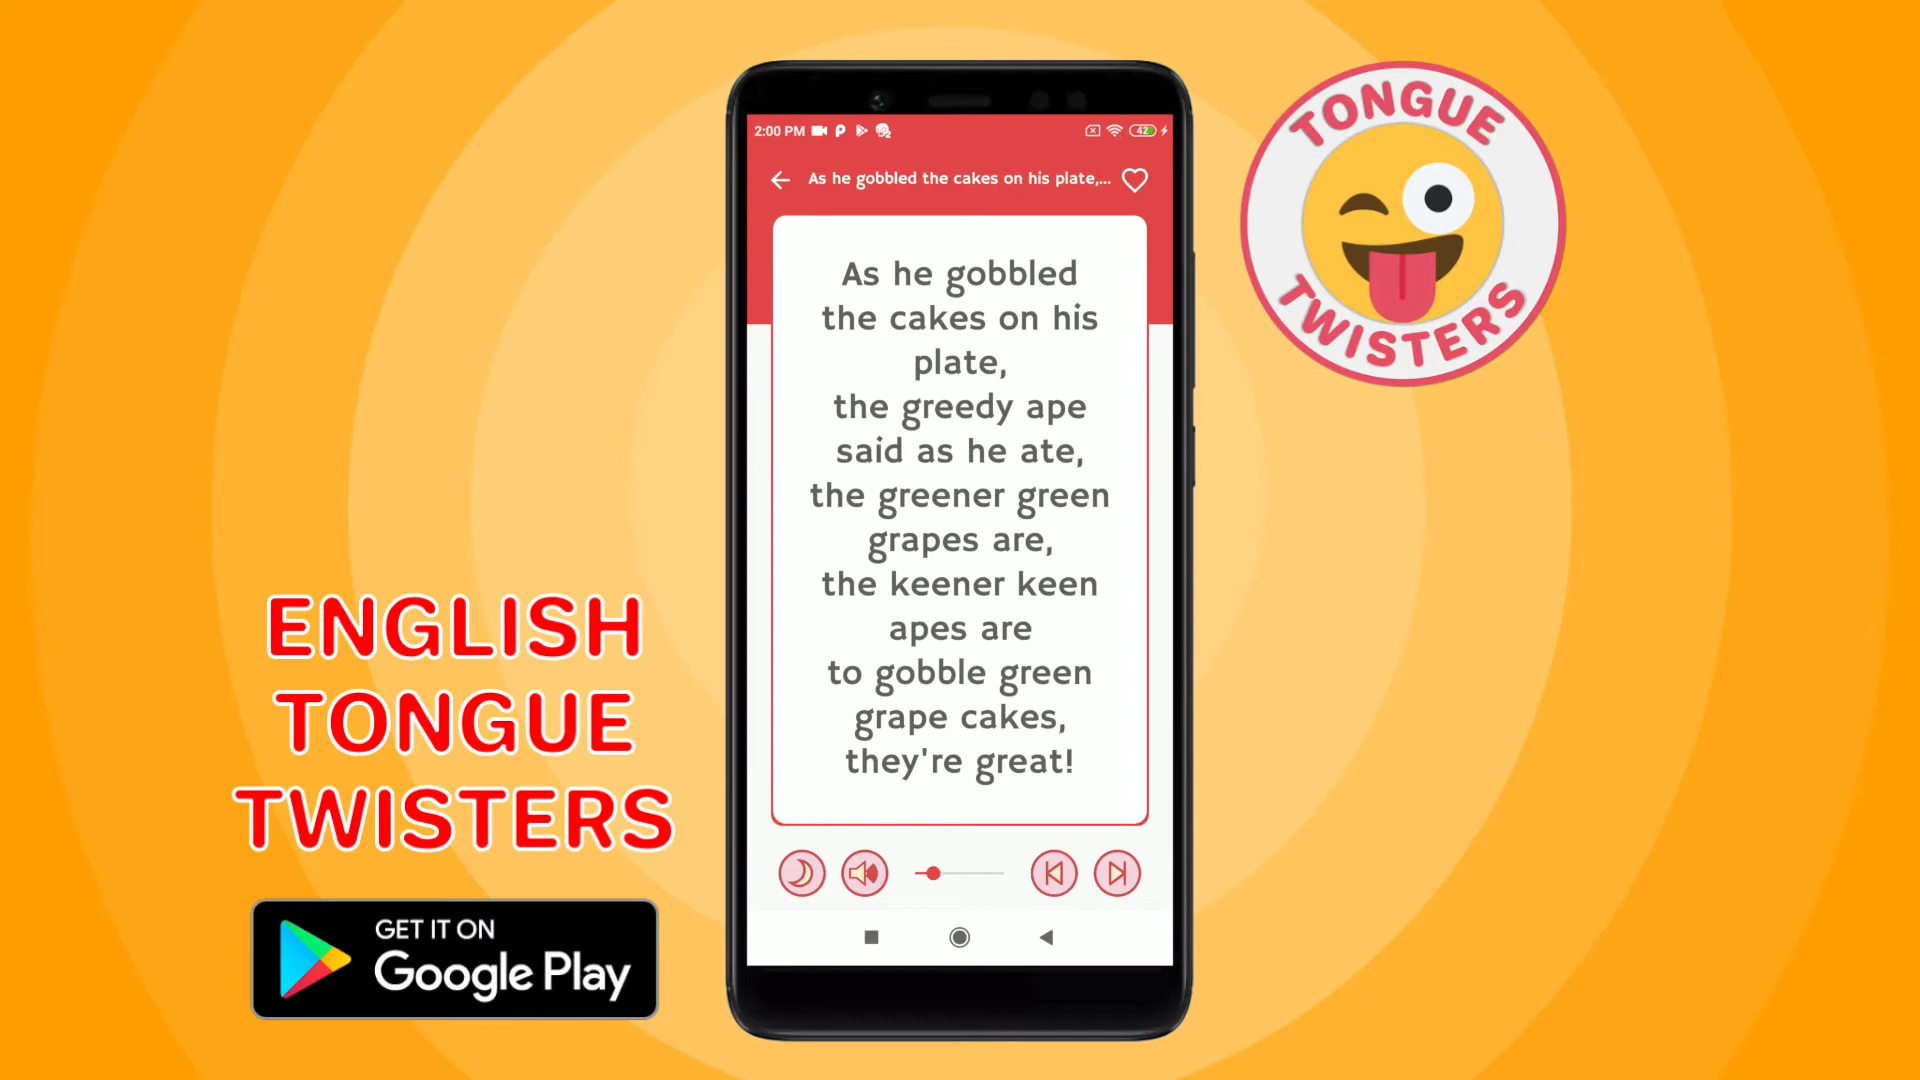 TONGUE
TWISTERS
2:00 PM
42
As he gobbled the cakes on his plate,...
As he gobbled
the cakes on his
plate,
the greedy ape
said as he ate,
the greener green
grapes are,
the keener keen
apes are
to gobble green
grape cakes,
they're great!
ENGLISH
TONGUE
TWISTERS
GET IT ON
Google Play